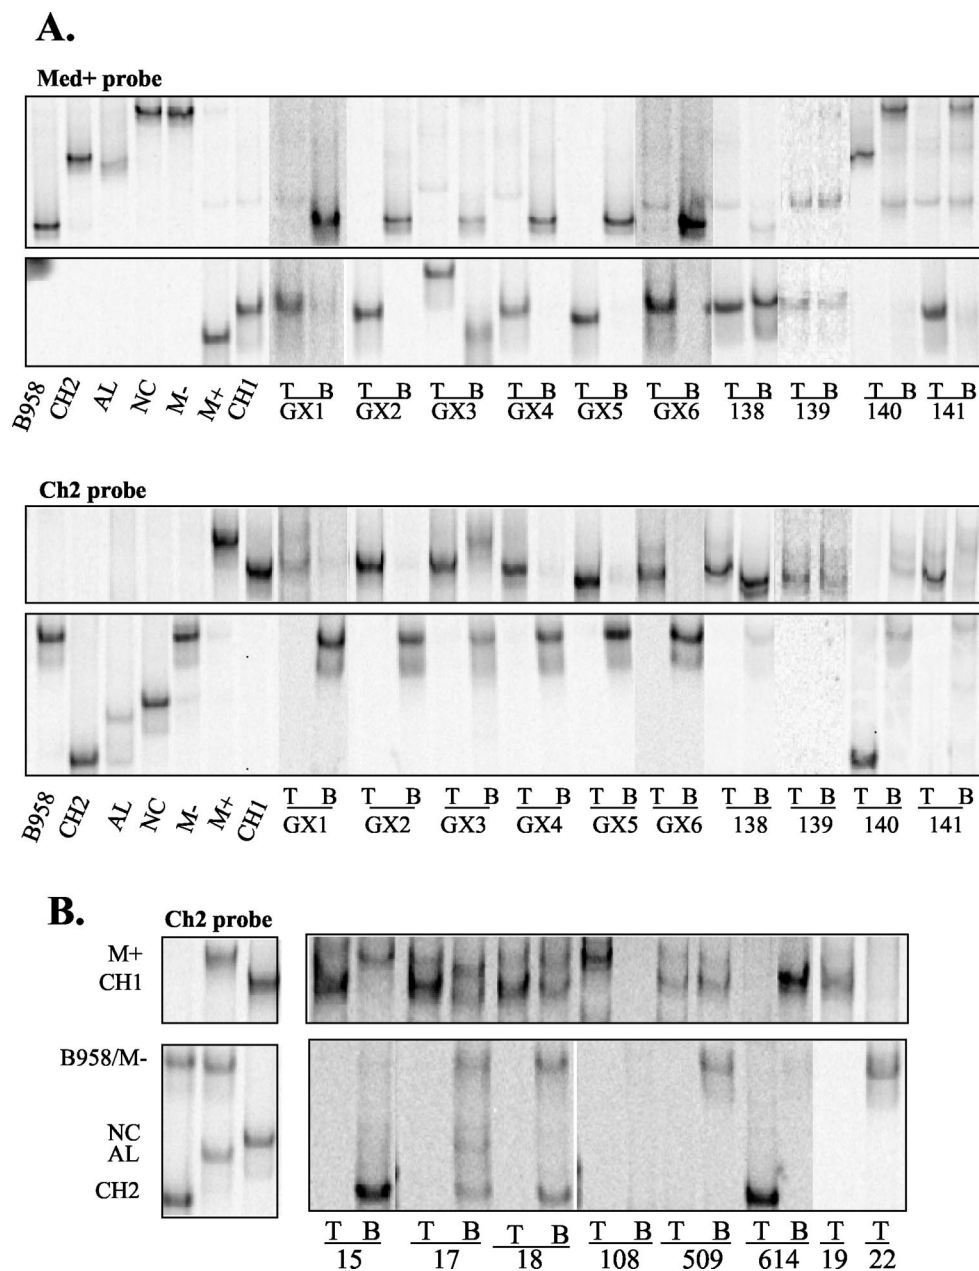 A.
Med+ probe
B958 CH2 AL NC M- M+ CH1
T B T B T B T B T B T B T B T B T B T B
GX1 GX2 GX3 GX4 GX5 GX6 138 139 140 141
Ch2 probe
B958 CH2 AL NC M- M+ CH1
T B T B T B T B T B T B T B T B T B T B
GX1 GX2 GX3 GX4 GX5 GX6 138 139 140 141
B.
Ch2 probe
M+
CH1
B958/M-
NC
AL
CH2
T B T B T B T B T B T B T T
15 17 18 108 509 614 19 22